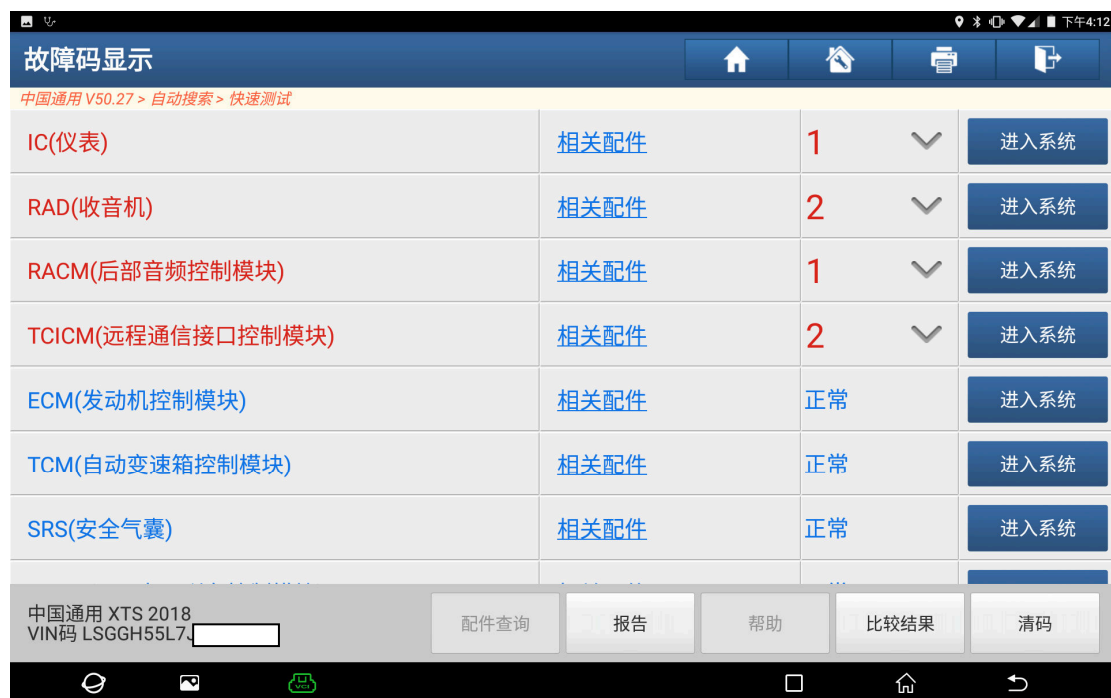 下午4:12
故障码显示
中国通用 V50.27 > 自动搜索 > 快速测试
IC(仪表) 相关配件 1 进入系统
RAD(收音机) 相关配件 2 进入系统
RACM(后部音频控制模块) 相关配件 1 进入系统
TCICM(远程通信接口控制模块) 相关配件 2 进入系统
ECM(发动机控制模块) 相关配件 正常 进入系统
TCM(自动变速箱控制模块) 相关配件 正常 进入系统
SRS(安全气囊) 相关配件 正常 进入系统
中国通用 XTS 2018
VIN码 LSGGH55L7
配件查询 报告 帮助 比较结果 清码
VCI